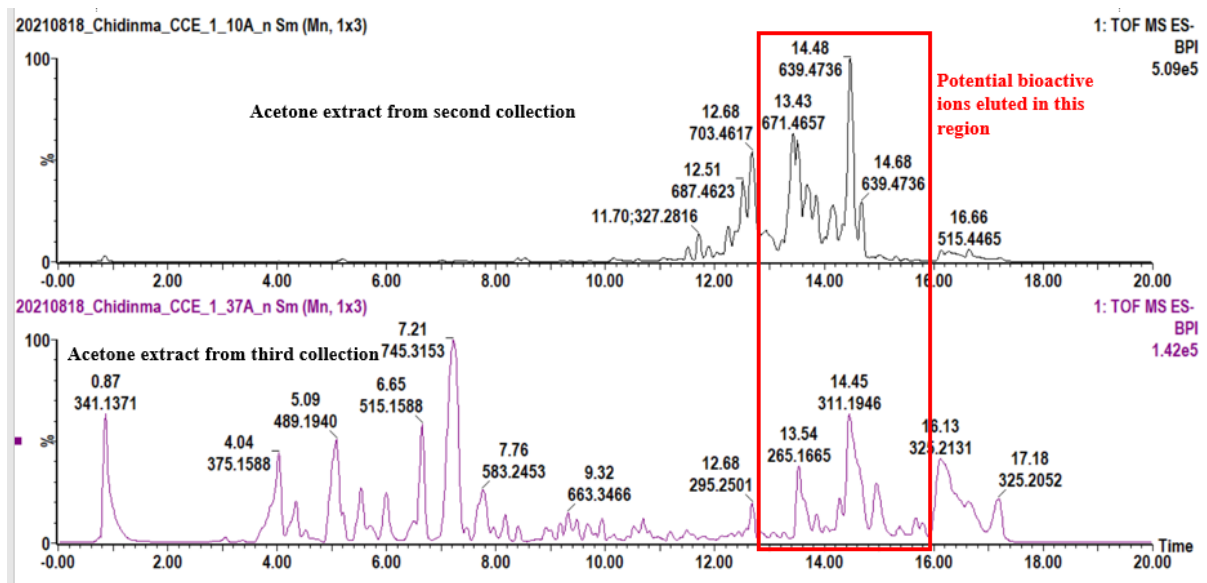 20210818_Chidinma_CCE_1_10A_n Sm (Mn, 1x3)
1: TOF MS ES-
BPI
5.09e5
100
%
0
Acetone extract from second collection
11.70;327.2816
12.51
687.4623
12.68
703.4617
13.43
671.4657
14.48
639.4736
14.68
639.4736
16.66
515.4465
Potential bioactive
ions eluted in this
region
-0.00 2.00 4.00 6.00 8.00 10.00 12.00 14.00 16.00 18.00 20.00
20210818_Chidinma_CCE_1_37A_n Sm (Mn, 1x3)
1: TOF MS ES-
BPI
1.42e5
100
%
0
Acetone extract from third collection
0.87
341.1371
4.04
375.1588
5.09
489.1940
6.65
515.1588
7.21
745.3153
7.76
583.2453
9.32
663.3466
12.68
295.2501
13.54
265.1665
14.45
311.1946
16.13
325.2131
17.18
325.2052
Time
-0.00 2.00 4.00 6.00 8.00 10.00 12.00 14.00 16.00 18.00 20.00